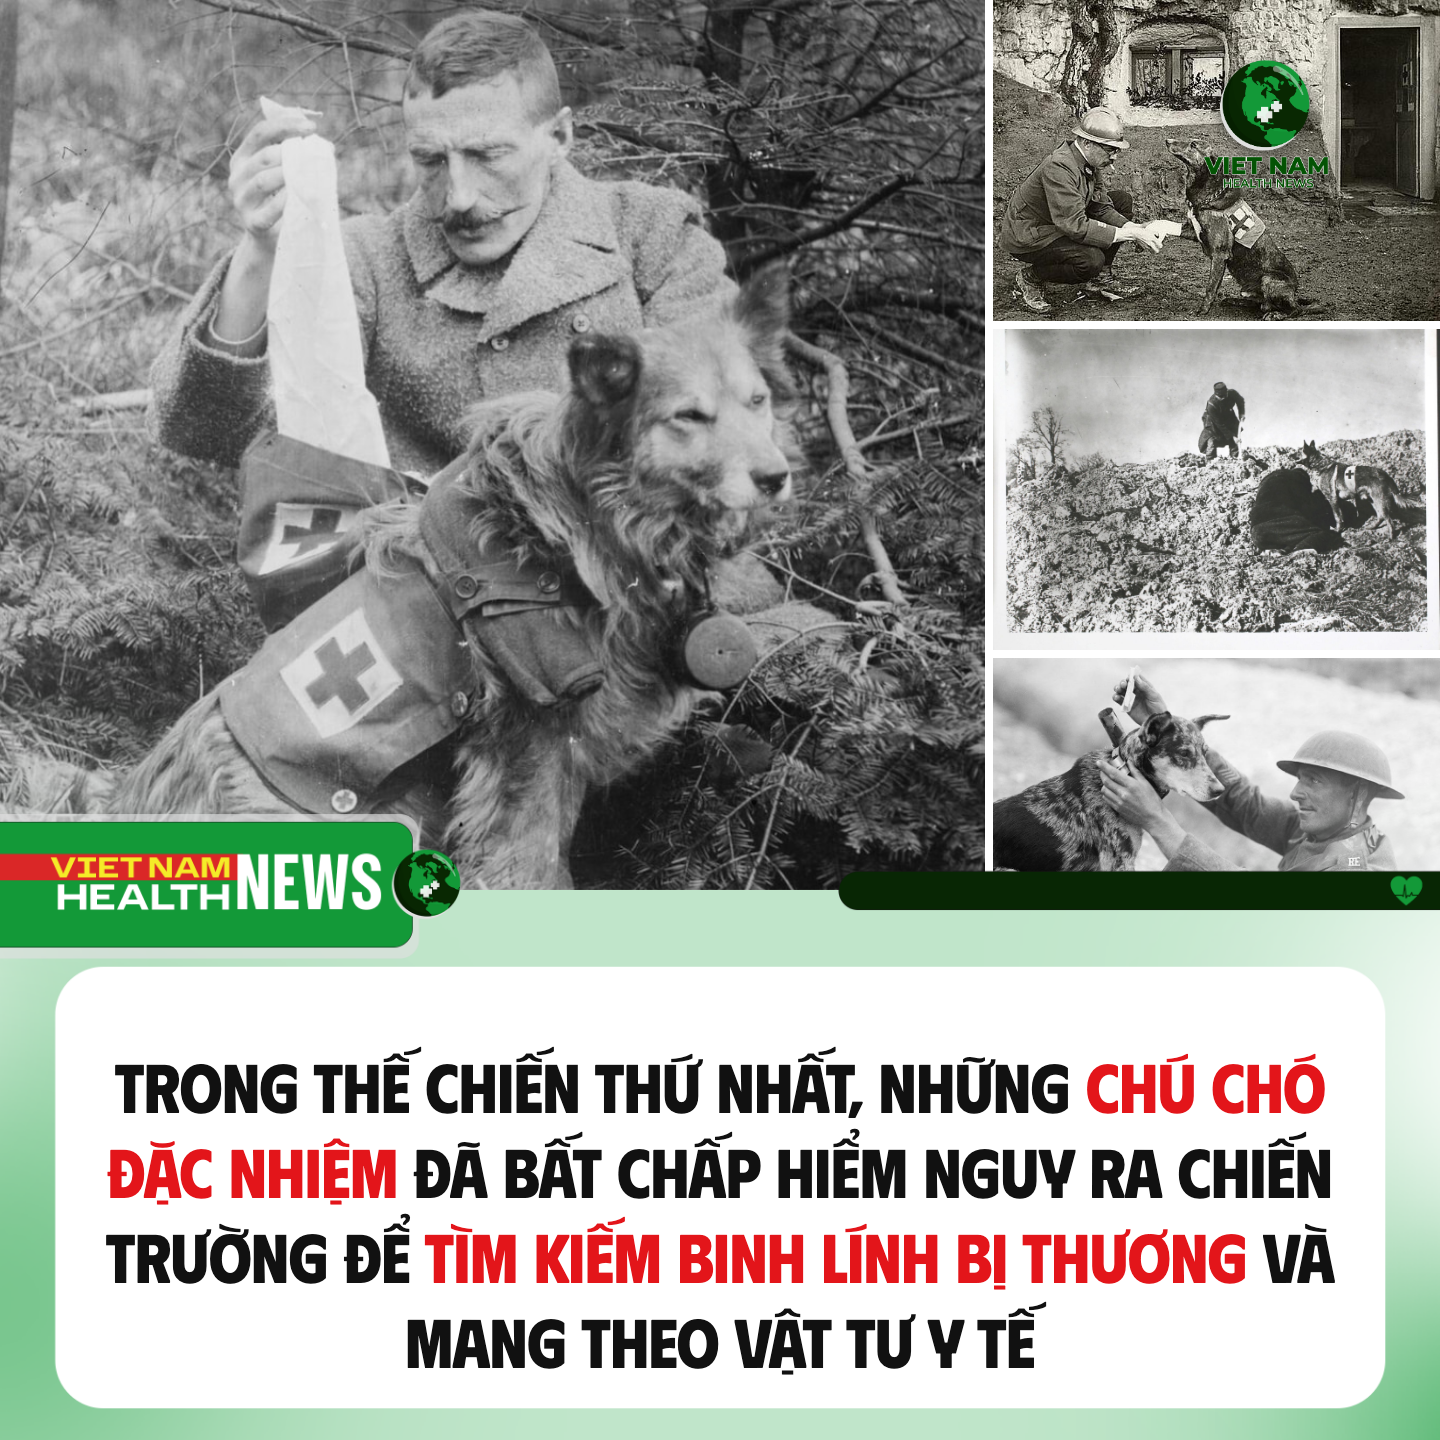 VIET NAM
HEALTH NEWS
RE
VIET NAM
HEALTH NEWS
TRONG THẾ CHIẾN THỨ NHẤT, NHỮNG CHÚ CHÓ
ĐẶC NHIỆM ĐÃ BẤT CHẤP HIỂM NGUY RA CHIẾN
TRƯỜNG ĐỂ TÌM KIẾM BINH LÍNH BỊ THƯƠNG VÀ
MANG THEO VẬT TƯ Y TẾ